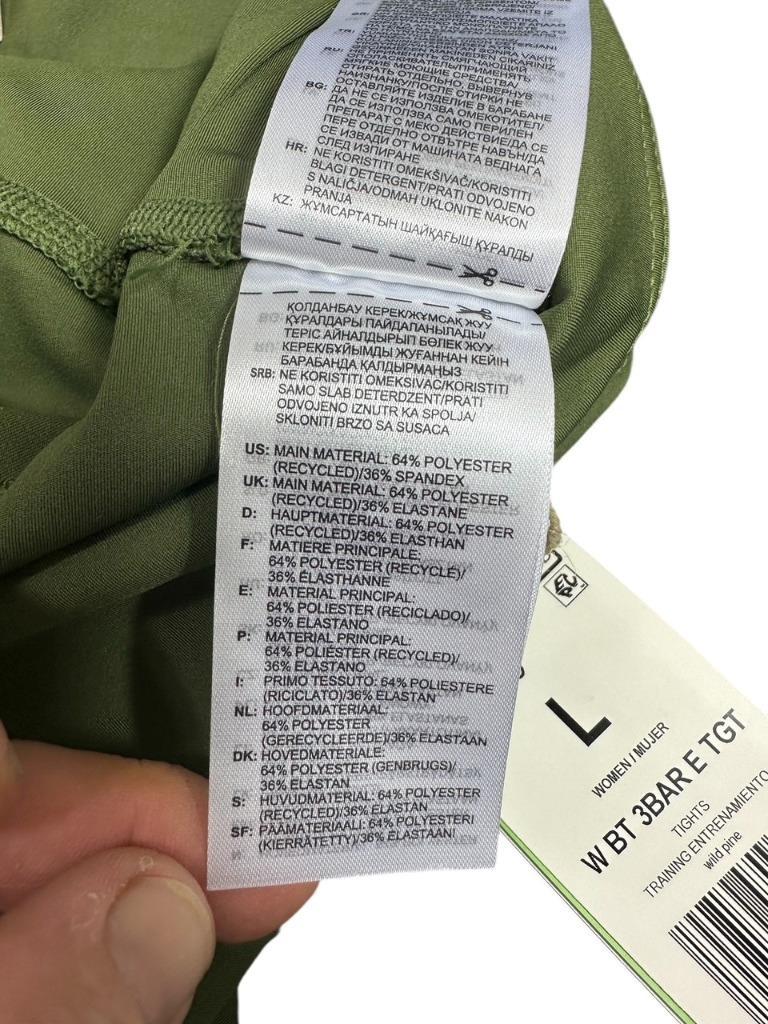 RU:
СТИРАТЬ ОТДЕЛЬНО, ВЫВЕРНУВ
НАИЗНАНКУ/ПОСЛЕ СТИРКИ НЕ
ОСТАВЛЯЙТЕ ИЗДЕЛИЕ В БАРАБАНЕ
BG: ДА НЕ СЕ ИЗПОЛЗВА ОМЕКОТИТЕЛ/
ДА СЕ ИЗПОЛЗВА САМО ПЕРИЛЕН
ПРЕПАРАТ С МЕКО ДЕЙСТВИЕ/ДА СЕ
ПЕРЕ ОТДЕЛНО ОТВЪТРЕ НАВЪН/ДА
СЕ ИЗВАДИ ОТ МАШИНАТА ВЕДНАГА
СЛЕД ИЗПИРАНЕ
HR: NE KORISTITI OMEKŠIVAČ/KORISTITI
BLAGI DETERGENT/PRATI ODVOJENO
S NALIČJA/ODMAH UKLONITE NAKON
PRANJA
KZ: ЖҰМСАРТАТЫН ШАЙҚАҒЫШ ҚҰРАЛДЫ
ҚОЛДАНБАУ КЕРЕК/ЖҰМСАҚ ЖУУ
ҚҰРАЛДАРЫ ПАЙДАЛАНЫЛАДЫ/
ТЕРІС АЙНАЛДЫРЫП БӨЛЕК ЖУУ
КЕРЕК/БҰЙЫМДЫ ЖУҒАННАН КЕЙІН
БАРАБАНДА ҚАЛДЫРМАҢЫЗ
SRB: NE KORISTITI OMEKSIVAC/KORISTITI
SAMO SLAB DETERDZENT/PRATI
ODVOJENO IZNUTR KA SPOLJA/
SKLONITI BRZO SA SUSACA
US: MAIN MATERIAL: 64% POLYESTER
(RECYCLED)/36% SPANDEX
UK: MAIN MATERIAL: 64% POLYESTER
(RECYCLED)/36% ELASTANE
D: HAUPTMATERIAL: 64% POLYESTER
(RECYCLED)/36% ELASTHAN
F: MATIERE PRINCIPALE:
64% POLYESTER (RECYCLÉ)/
36% ÉLASTHANNE
E: MATERIAL PRINCIPAL:
64% POLIÉSTER (RECICLADO)/
36% ELASTANO
P: MATERIAL PRINCIPAL:
64% POLIÉSTER (RECYCLED)/
36% ELASTANO
I: PRIMO TESSUTO: 64% POLIESTERE
(RICICLATO)/36% ELASTAN
NL: HOOFDMATERIAAL:
64% POLYESTER
(GERECYCLEERDE)/36% ELASTAAN
DK: HOVEDMATERIALE:
64% POLYESTER (GENBRUGS)/
36% ELASTAN
S: HUVUDMATERIAL: 64% POLYESTER
(RECYCLED)/36% ELASTAN
SF: PÄÄMATERIAALI: 64% POLYESTERI
(KIERRÄTETTY)/36% ELASTAANI
L
WOMEN / MUJER
W BT 3BAR E TGT
TIGHTS
TRAINING ENTRENAMIENTO
wild pine